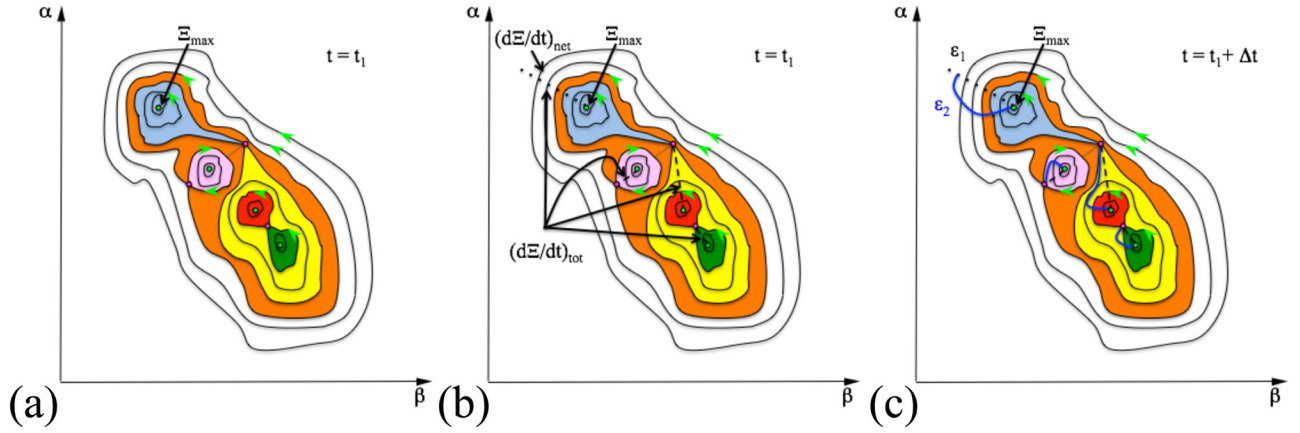 α
Ξmax
t = t1
β
(a)
α
(dΞ/dt)net
Ξmax
t = t1
(dΞ/dt)tot
β
(b)
α
Ξmax
t = t1 + Δt
ε1
ε2
β
(c)